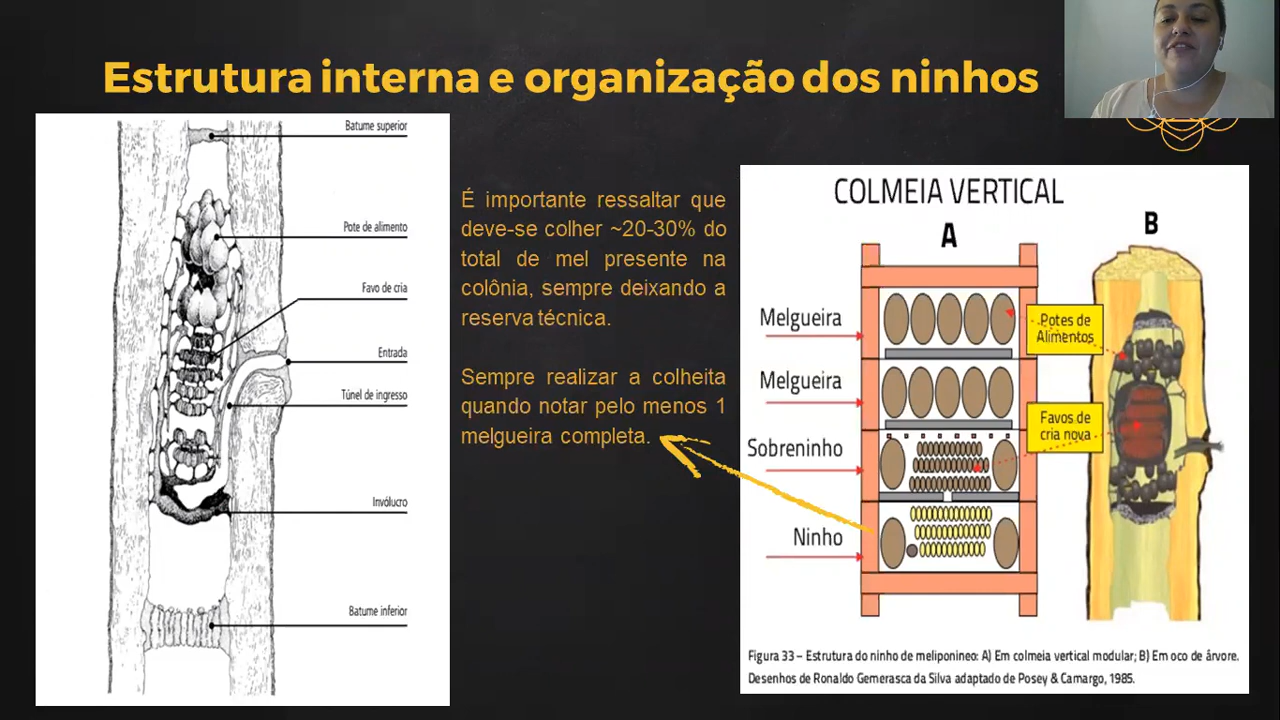 Estrutura interna e organização dos ninhos
Batume superior
Pote de alimento
Favo de cria
Entrada
Túnel de ingresso
Invólucro
Batume inferior
É importante ressaltar que
deve-se colher ~20-30% do
total de mel presente na
colônia, sempre deixando a
reserva técnica.
Sempre realizar a colheita
quando notar pelo menos 1
melgueira completa.
COLMEIA VERTICAL
A
B
Melgueira
Melgueira
Sobreninho
Ninho
Potes de
Alimentos
Favos de
cria nova
Figura 33 – Estrutura do ninho de meliponineo: A) Em colmeia vertical modular; B) Em oco de árvore.
Desenhos de Ronaldo Gemerasca da Silva adaptado de Posey & Camargo, 1985.